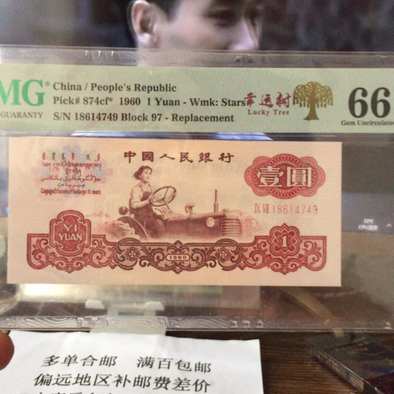 MG*
GUARANTY
China / People's Republic
Pick# 874cf* 1960 1 Yuan - Wmk: Stars
S/N 18614749 Block 97 - Replacement
幸运树
Lucky Tree
66
Gem Uncirculated
中国人民银行
壹圆
18614749
YI
YUAN
1
1960
多单合邮 满百包邮
偏远地区补邮费差价